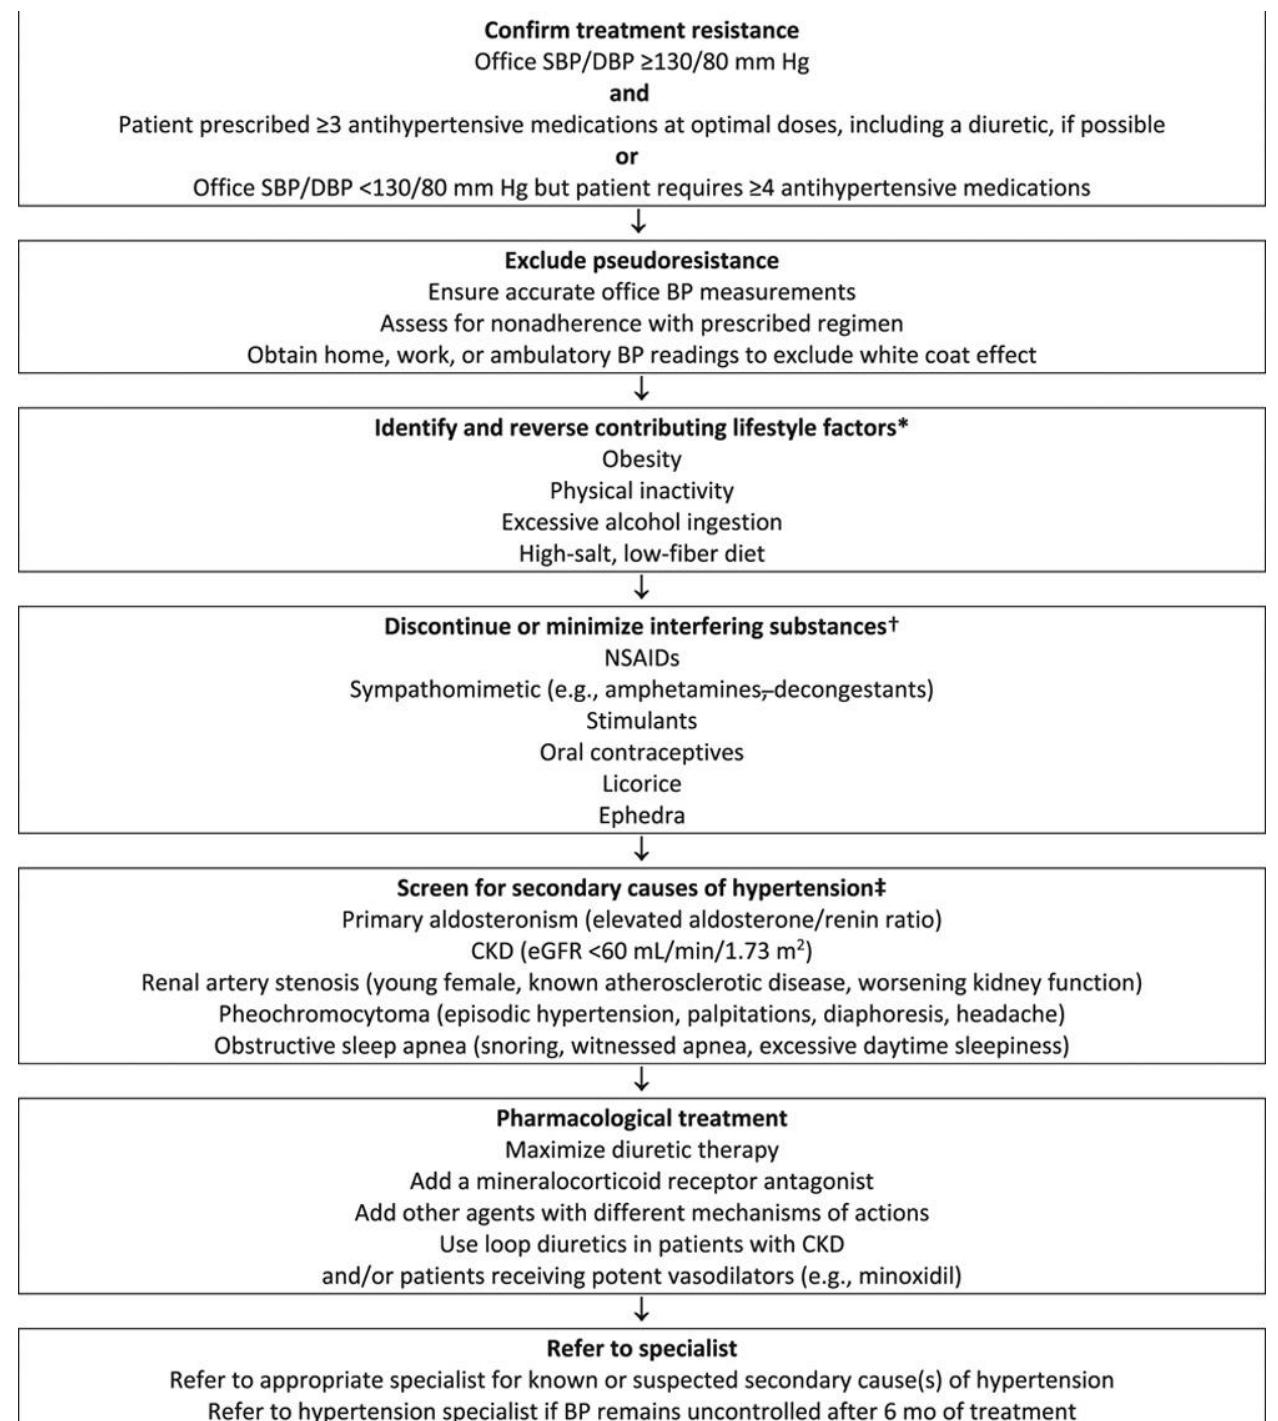 Confirm treatment resistance
Office SBP/DBP ≥130/80 mm Hg
and
Patient prescribed ≥3 antihypertensive medications at optimal doses, including a diuretic, if possible
or
Office SBP/DBP <130/80 mm Hg but patient requires ≥4 antihypertensive medications
↓
Exclude pseudoresistance
Ensure accurate office BP measurements
Assess for nonadherence with prescribed regimen
Obtain home, work, or ambulatory BP readings to exclude white coat effect
↓
Identify and reverse contributing lifestyle factors*
Obesity
Physical inactivity
Excessive alcohol ingestion
High-salt, low-fiber diet
↓
Discontinue or minimize interfering substances†
NSAIDs
Sympathomimetic (e.g., amphetamines, decongestants)
Stimulants
Oral contraceptives
Licorice
Ephedra
↓
Screen for secondary causes of hypertension‡
Primary aldosteronism (elevated aldosterone/renin ratio)
CKD (eGFR <60 mL/min/1.73 m²)
Renal artery stenosis (young female, known atherosclerotic disease, worsening kidney function)
Pheochromocytoma (episodic hypertension, palpitations, diaphoresis, headache)
Obstructive sleep apnea (snoring, witnessed apnea, excessive daytime sleepiness)
↓
Pharmacological treatment
Maximize diuretic therapy
Add a mineralocorticoid receptor antagonist
Add other agents with different mechanisms of actions
Use loop diuretics in patients with CKD
and/or patients receiving potent vasodilators (e.g., minoxidil)
↓
Refer to specialist
Refer to appropriate specialist for known or suspected secondary cause(s) of hypertension
Refer to hypertension specialist if BP remains uncontrolled after 6 mo of treatment